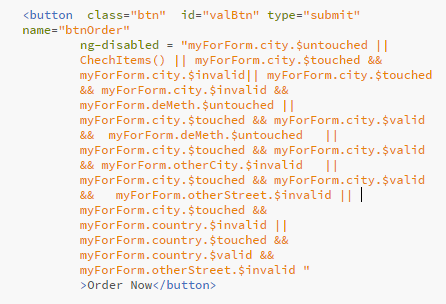 <button  class="btn"  id="valBtn" type="submit"
name="btnOrder"
ng-disabled = "myForForm.city.$untouched ||
ChechItems() || myForForm.city.$touched &&
myForForm.city.$invalid|| myForForm.city.$touched
&& myForForm.city.$invalid &&
myForForm.deMeth.$untouched ||
myForForm.city.$touched && myForForm.city.$valid
&&  myForForm.deMeth.$untouched   ||
myForForm.city.$touched && myForForm.city.$valid
&& myForForm.otherCity.$invalid   ||
myForForm.city.$touched && myForForm.city.$valid
&&   myForForm.otherStreet.$invalid ||
myForForm.city.$touched &&
myForForm.country.$invalid ||
myForForm.country.$touched &&
myForForm.country.$valid &&
myForForm.otherStreet.$invalid "
>Order Now</button>